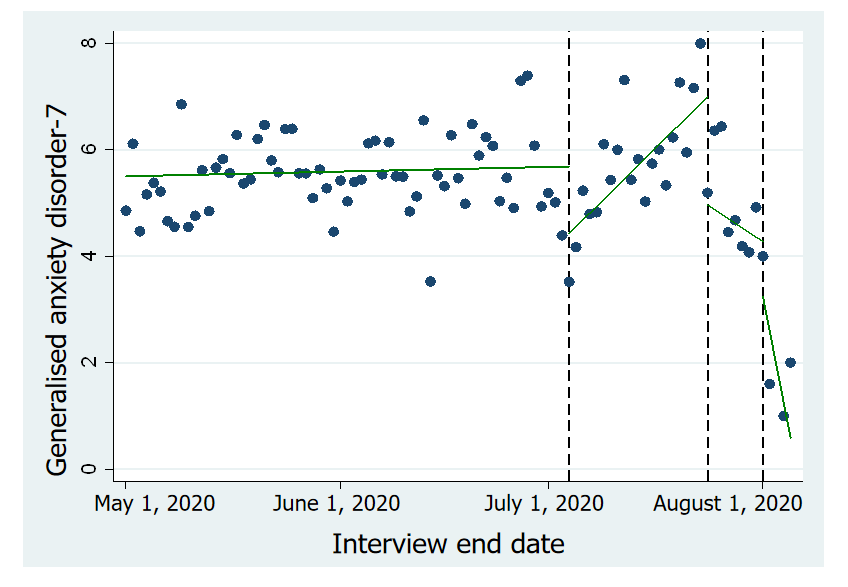 8
6
4
2
0
Generalised anxiety disorder-7
May 1, 2020
June 1, 2020
July 1, 2020
August 1, 2020
Interview end date